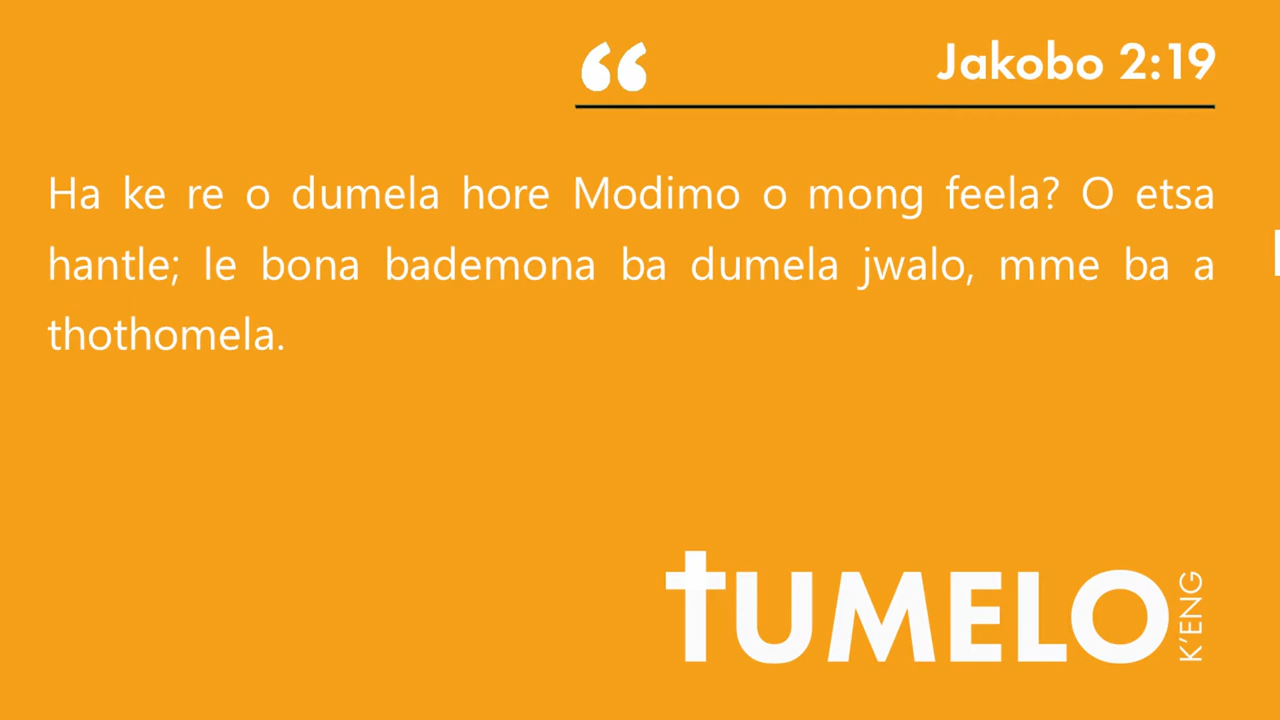 “
Jakobo 2:19
Ha ke re o dumela hore Modimo o mong feela? O etsa
hantle; le bona bademona ba dumela jwalo, mme ba a
thothomela.
tUMELO
K'ENG